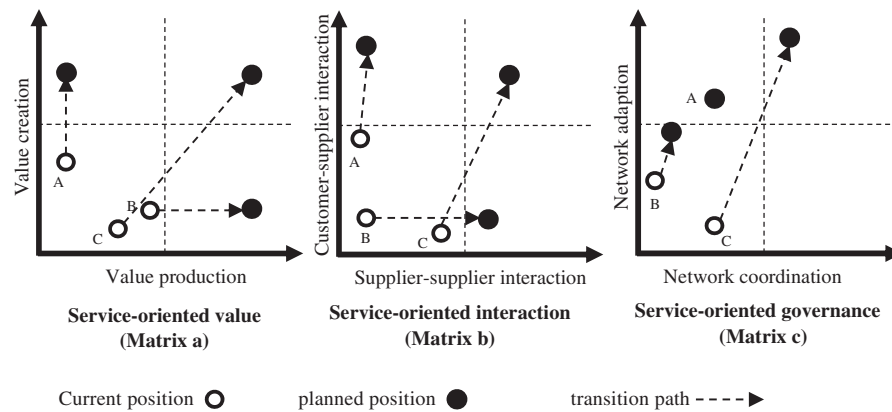 Value creation
A
B
C
Value production
Service-oriented value
(Matrix a)
Customer-supplier interaction
A
B
C
Supplier-supplier interaction
Service-oriented interaction
(Matrix b)
Network adaption
A
B
C
Network coordination
Service-oriented governance
(Matrix c)
Current position
planned position
transition path